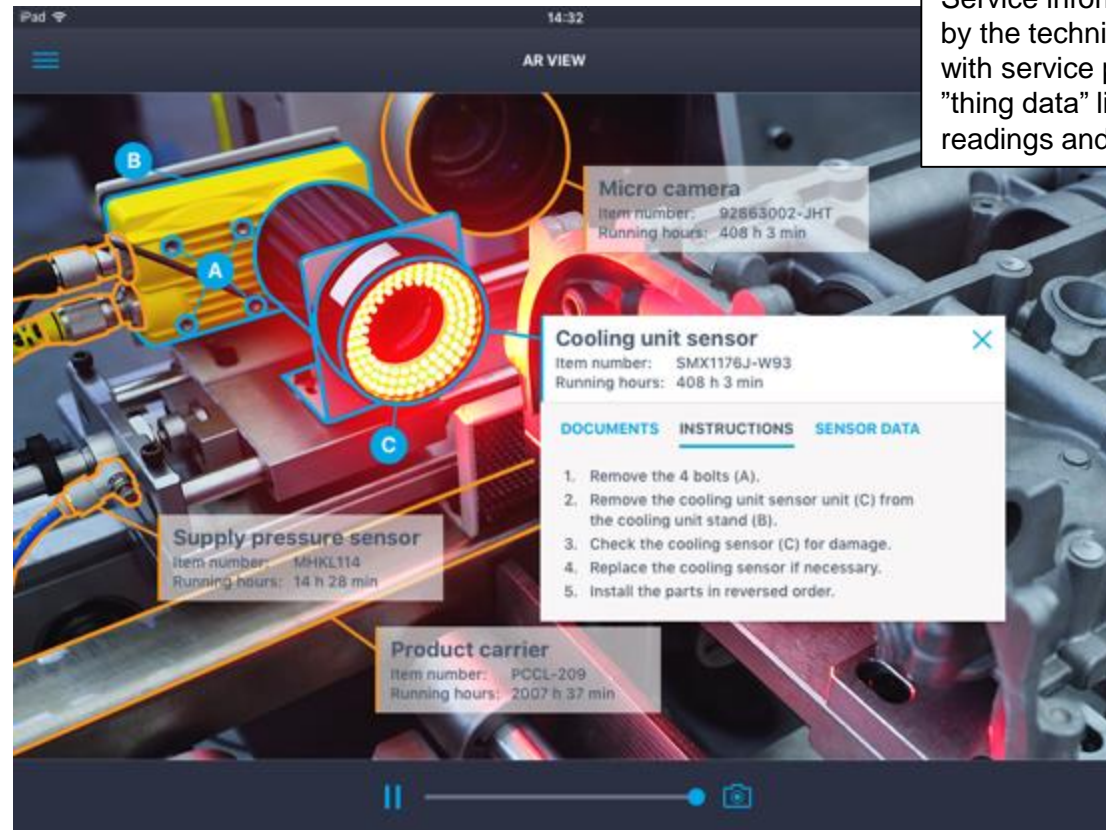 iPad
14:32
AR VIEW
by the techni
with service
"thing data" li
readings and
B
A
C
Micro camera
Item number: 92863002-JHT
Running hours: 408 h 3 min
Cooling unit sensor
Item number: SMX1176J-W93
Running hours: 408 h 3 min
DOCUMENTS INSTRUCTIONS SENSOR DATA
1. Remove the 4 bolts (A).
2. Remove the cooling unit sensor unit (C) from
the cooling unit stand (B).
3. Check the cooling sensor (C) for damage.
4. Replace the cooling sensor if necessary.
5. Install the parts in reversed order.
Supply pressure sensor
Item number: MHKL114
Running hours: 14 h 28 min
Product carrier
Item number: PCCL-209
Running hours: 2007 h 37 min